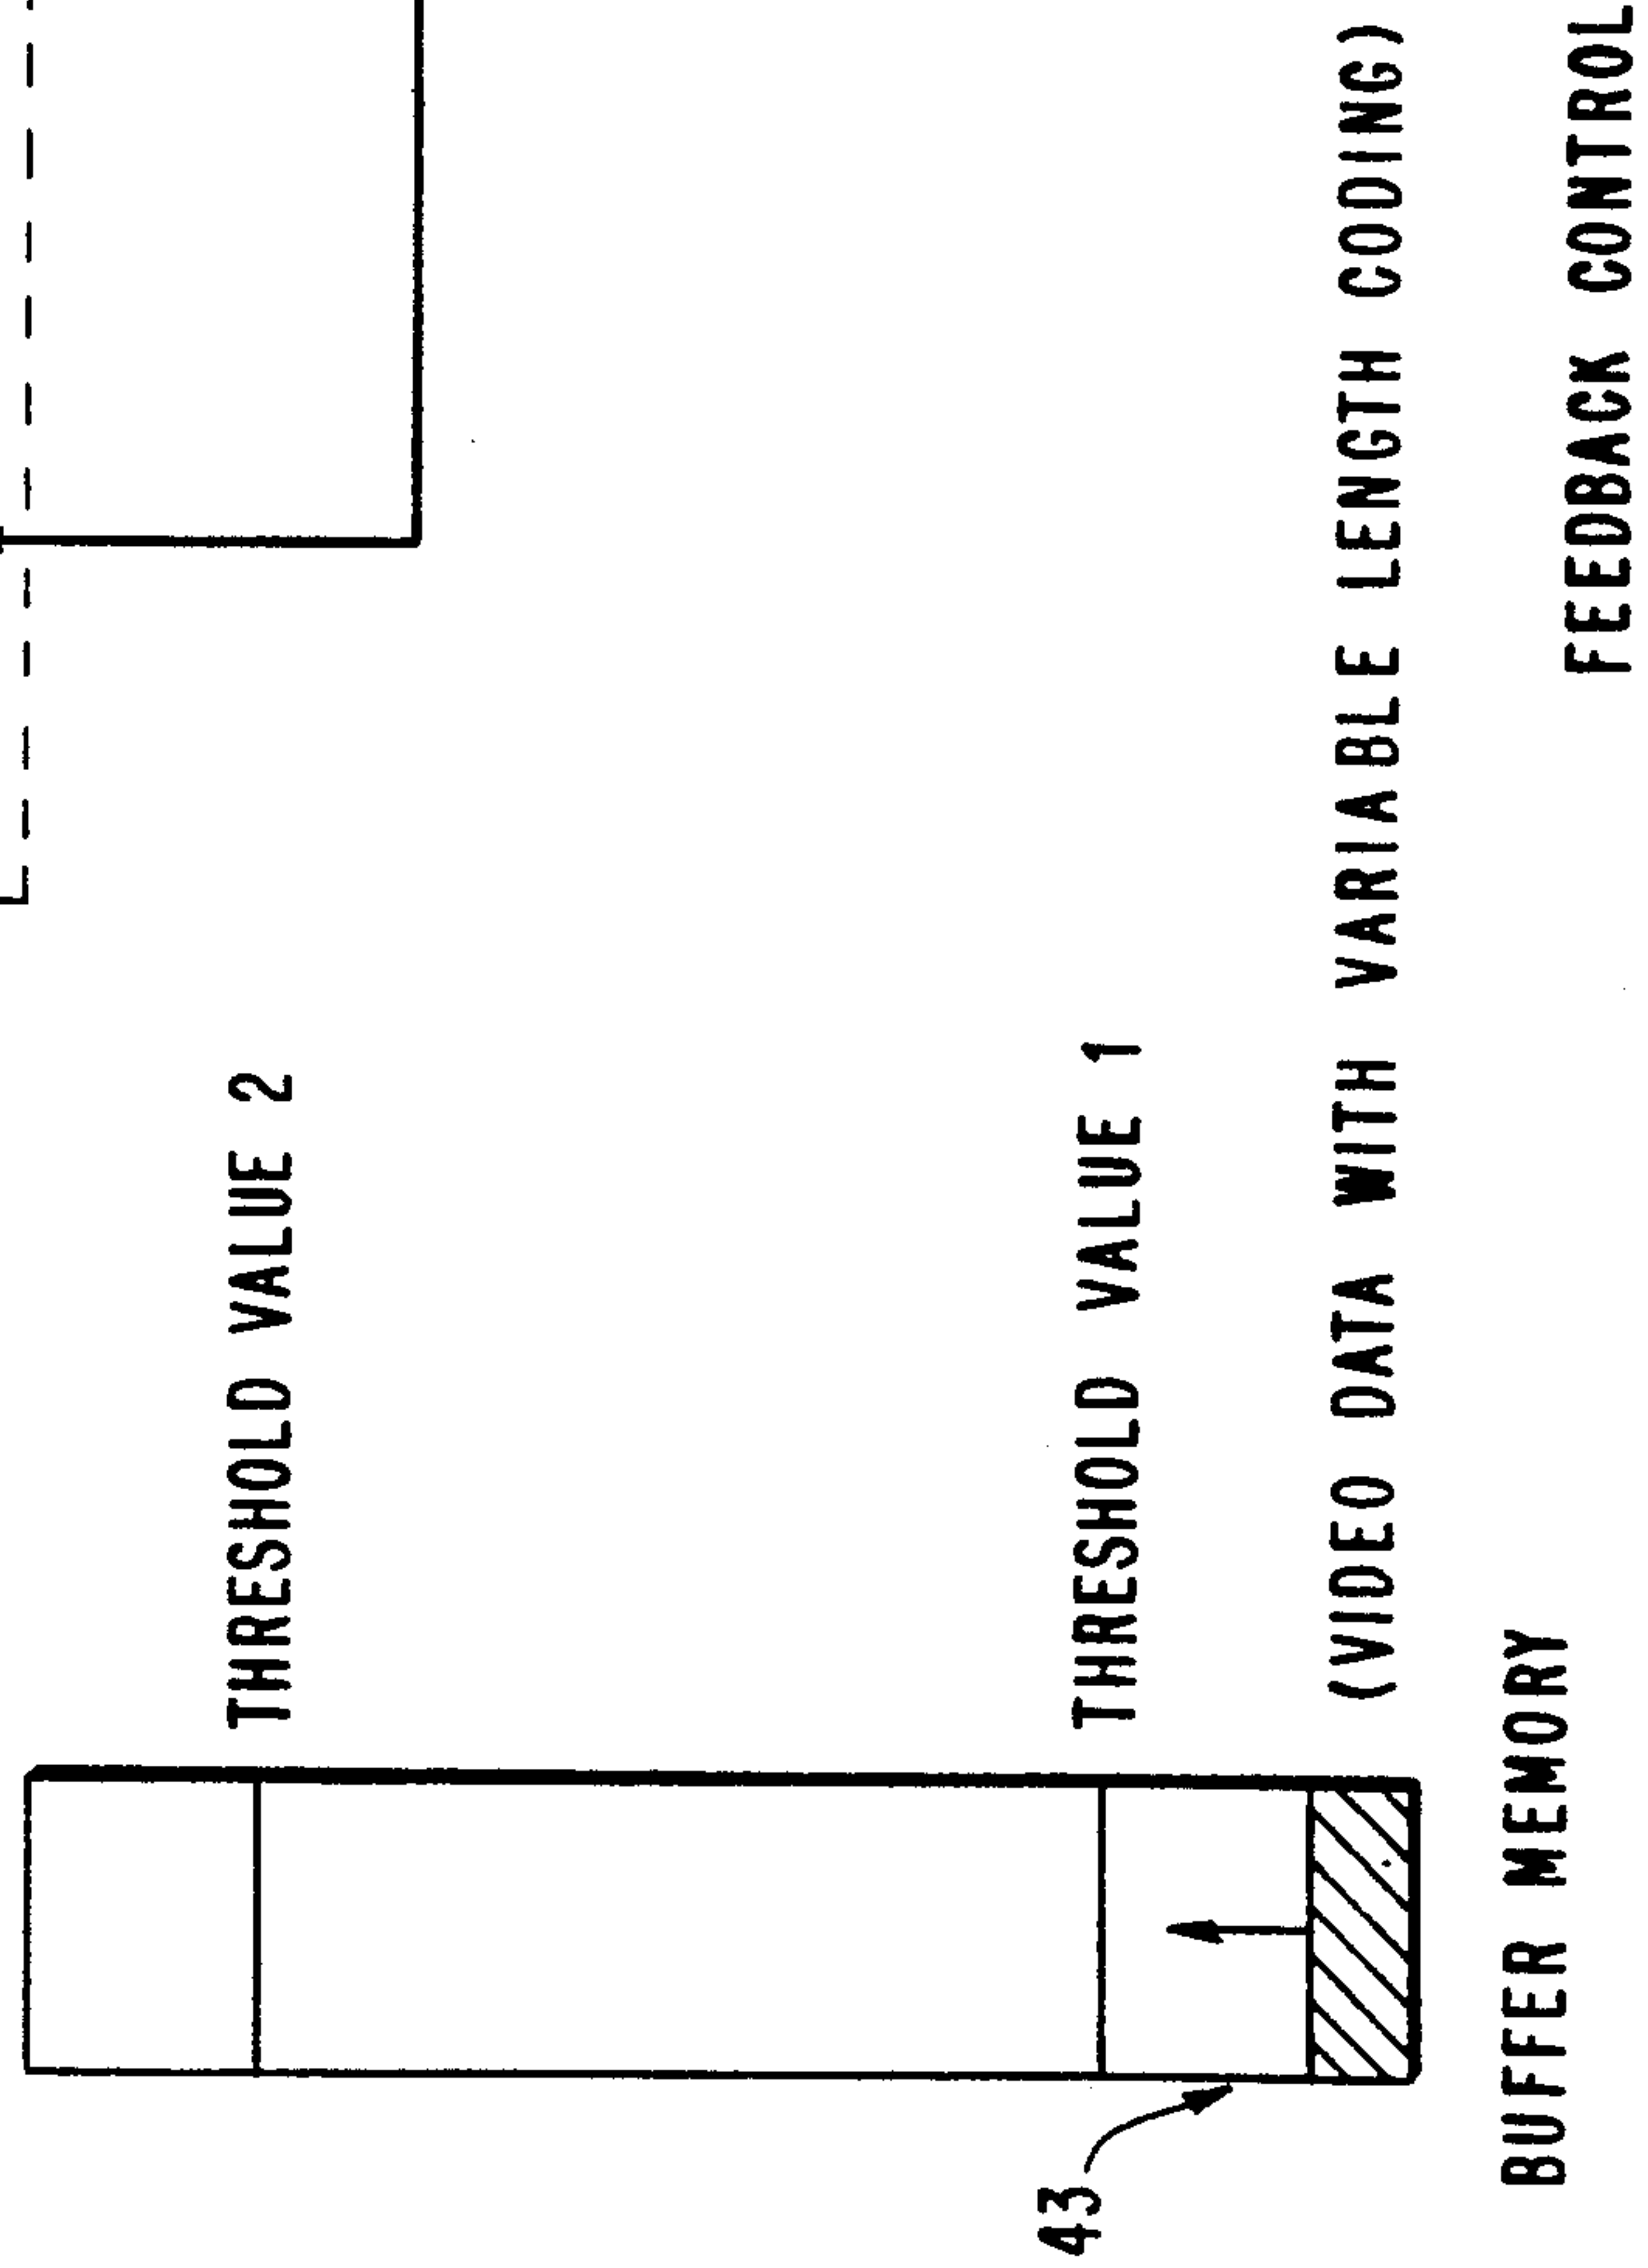 THRESHOLD VALUE 2
THRESHOLD VALUE 1
43
(VIDEO DATA WITH VARIABLE LENGTH CODING)
BUFFER MEMORY
FEEDBACK CONTROL